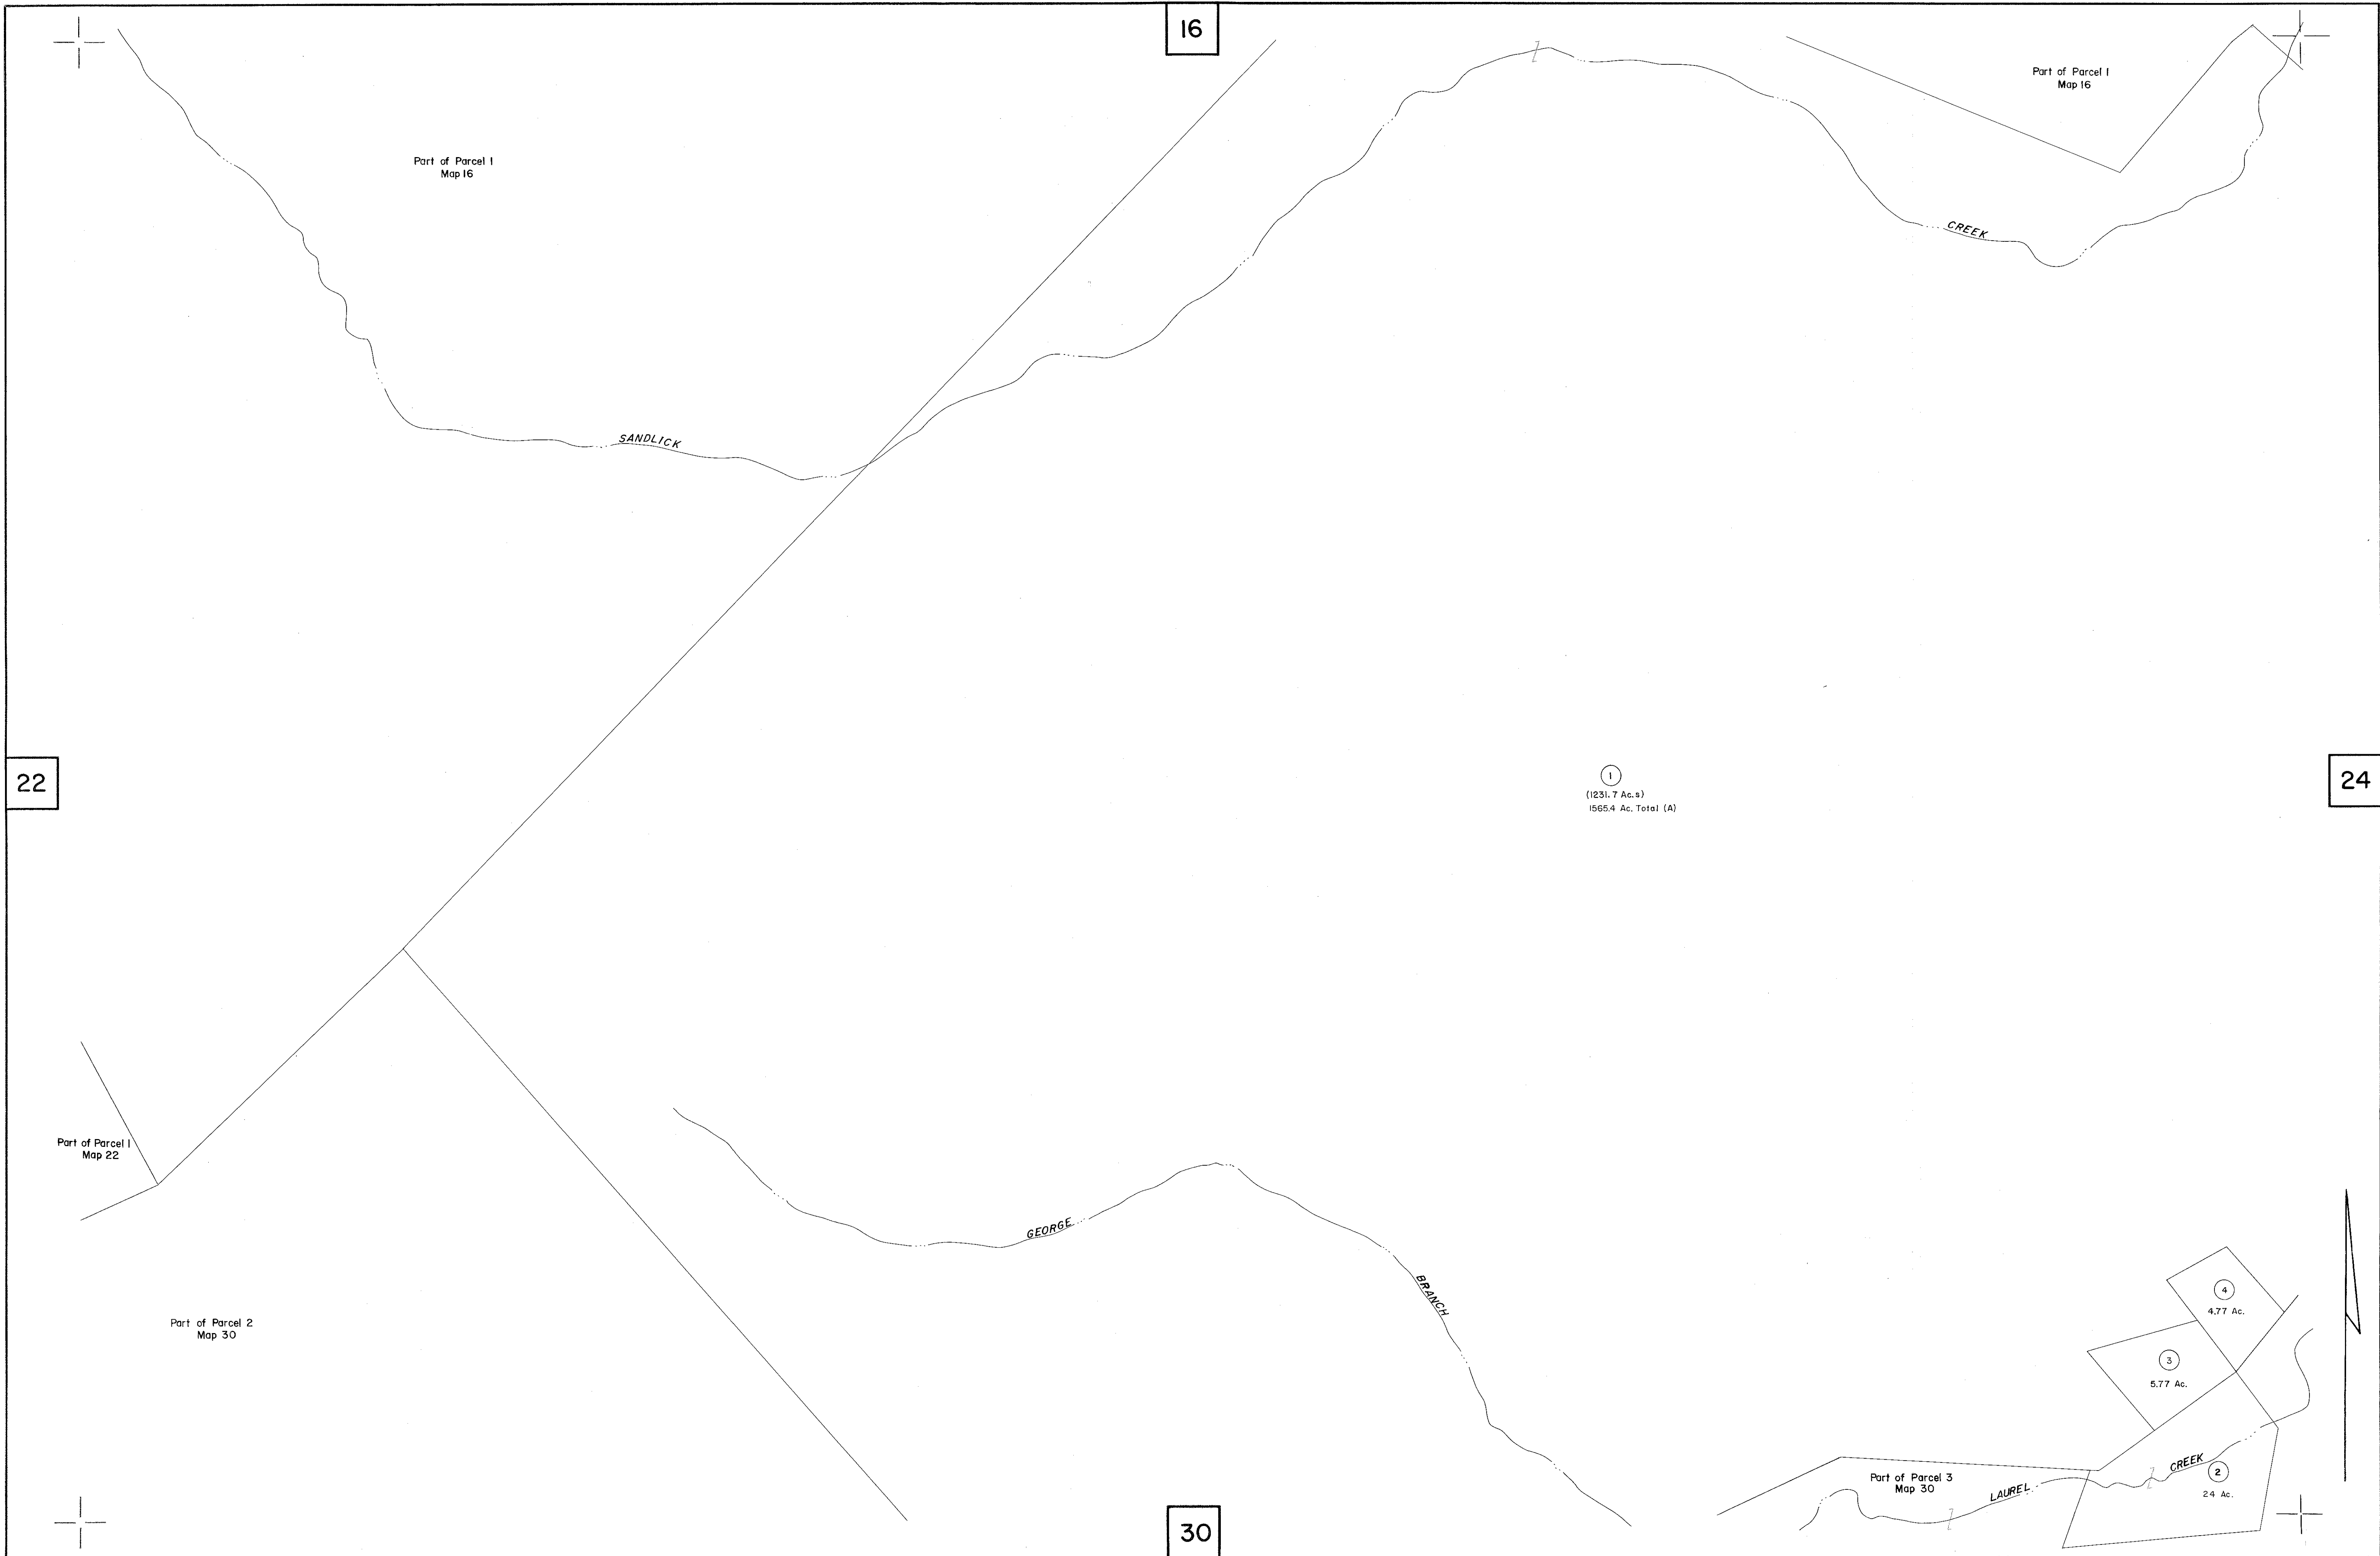 16
Part of Parcel 1
Map 16
Part of Parcel 1
Map 16
CREEK
SANDLICK
22
24
1
(1231.7 Ac.s)
1565.4 Ac. Total (A)
Part of Parcel 1
Map 22
GEORGE
BRANCH
Part of Parcel 2
Map 30
4
4.77 Ac.
3
5.77 Ac.
Part of Parcel 3
Map 30
LAUREL
CREEK
2
24 Ac.
30